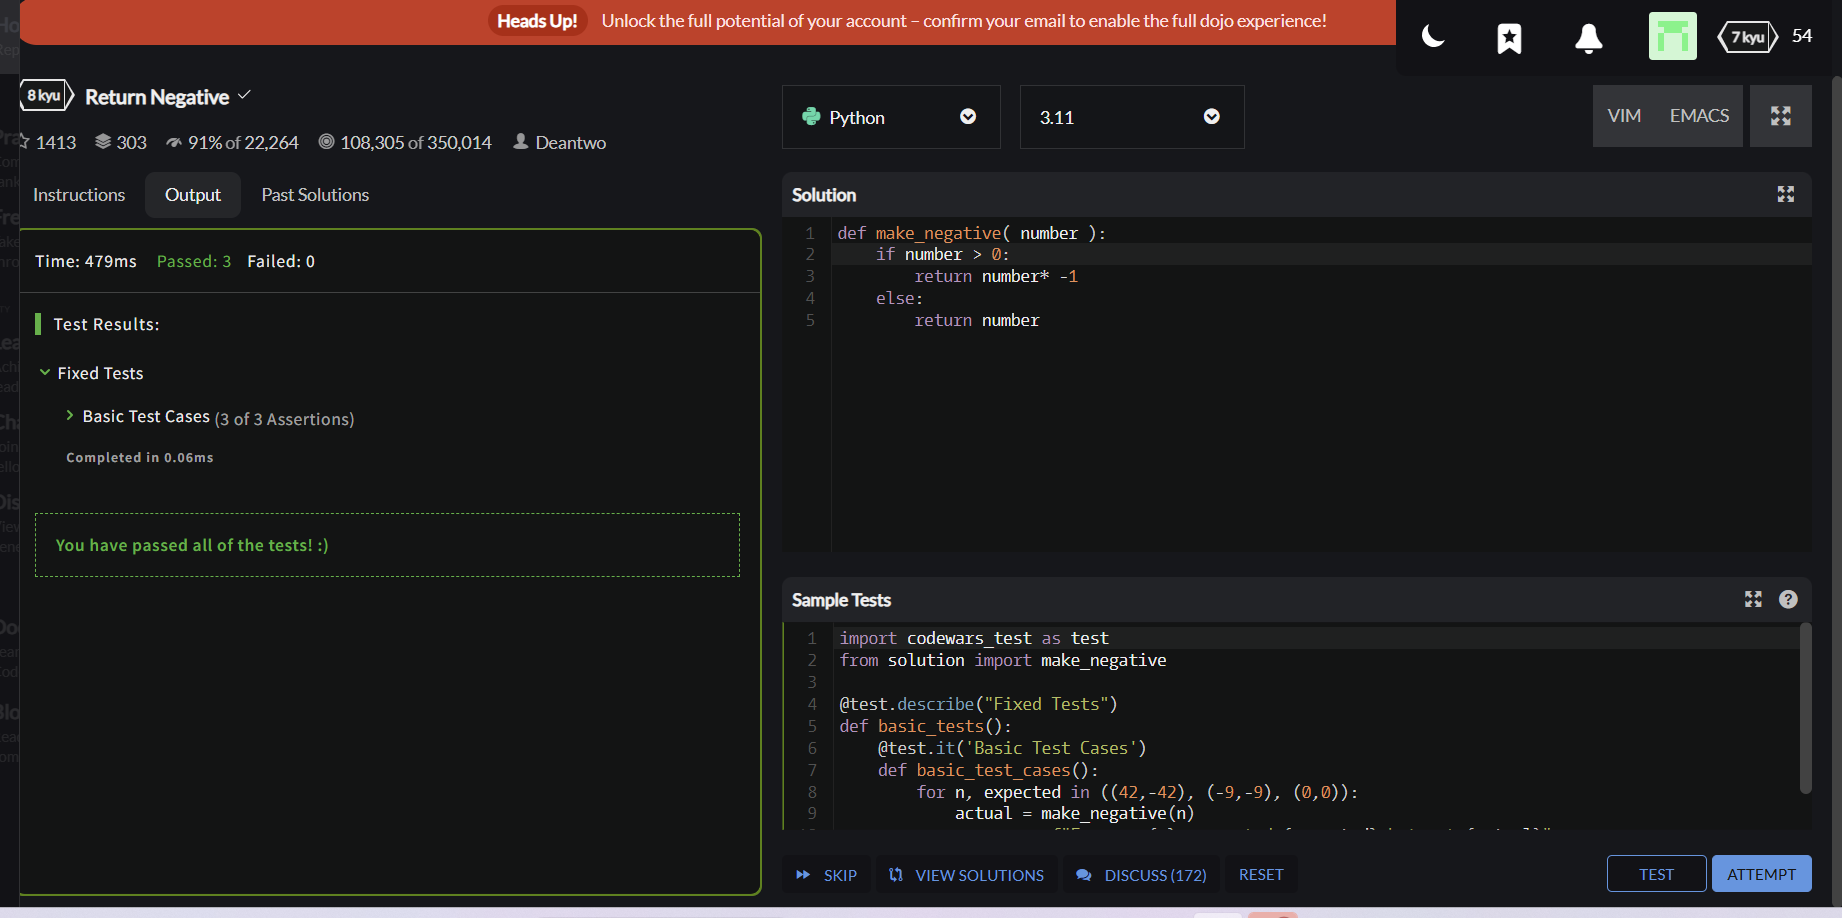 Heads Up! Unlock the full potential of your account – confirm your email to enable the full dojo experience!
7 kyu 54
8 kyu Return Negative
1413 303 91% of 22,264 108,305 of 350,014 Deantwo
Instructions Output Past Solutions
Time: 479ms Passed: 3 Failed: 0
Test Results:
Fixed Tests
Basic Test Cases (3 of 3 Assertions)
Completed in 0.06ms
You have passed all of the tests! :)
Python 3.11 VIM EMACS
Solution
1 def make_negative( number ):
2     if number > 0:
3         return number* -1
4     else:
5         return number
Sample Tests
1 import codewars_test as test
2 from solution import make_negative
3
4 @test.describe("Fixed Tests")
5 def basic_tests():
6     @test.it('Basic Test Cases')
7     def basic_test_cases():
8         for n, expected in ((42,-42), (-9,-9), (0,0)):
9             actual = make_negative(n)
SKIP VIEW SOLUTIONS DISCUSS (172) RESET TEST ATTEMPT